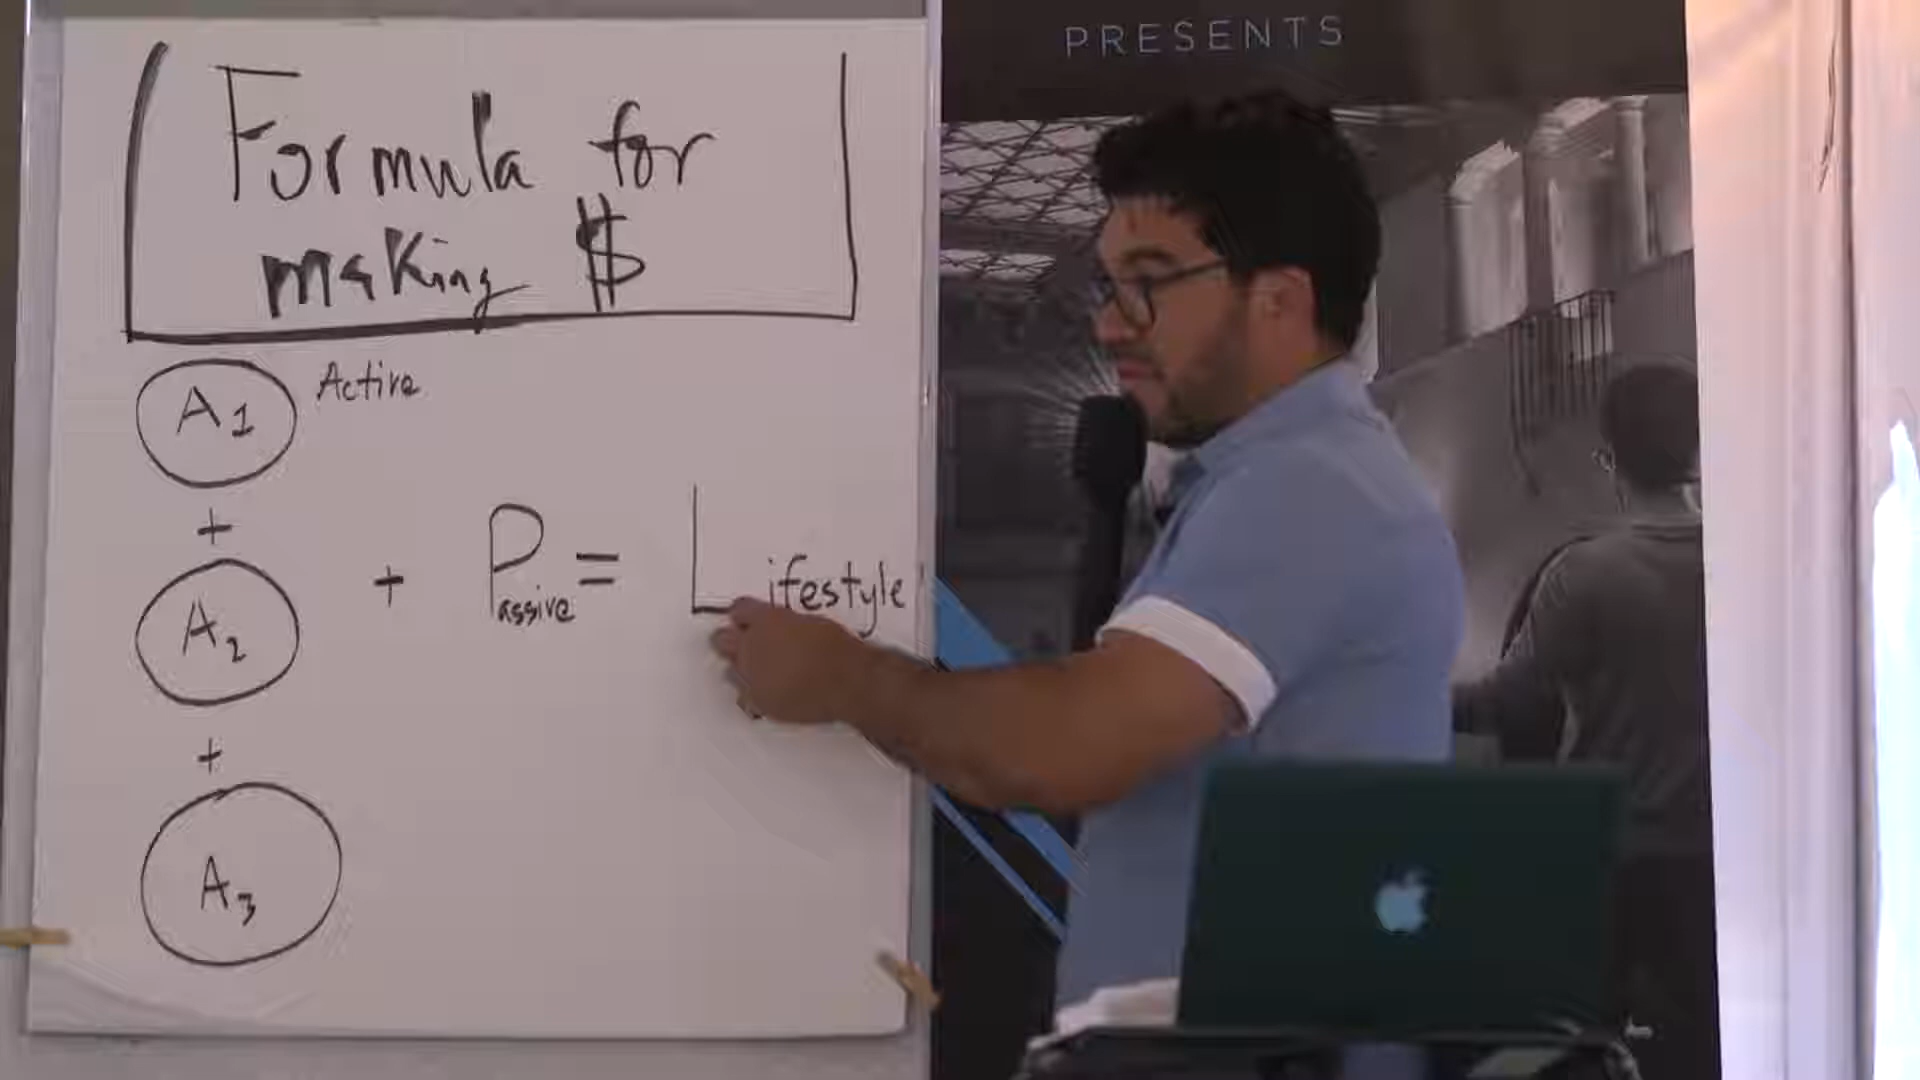 PRESENTS
Formula for
making $
A1 Active
+
A2 + Passive = Lifestyle
+
A3